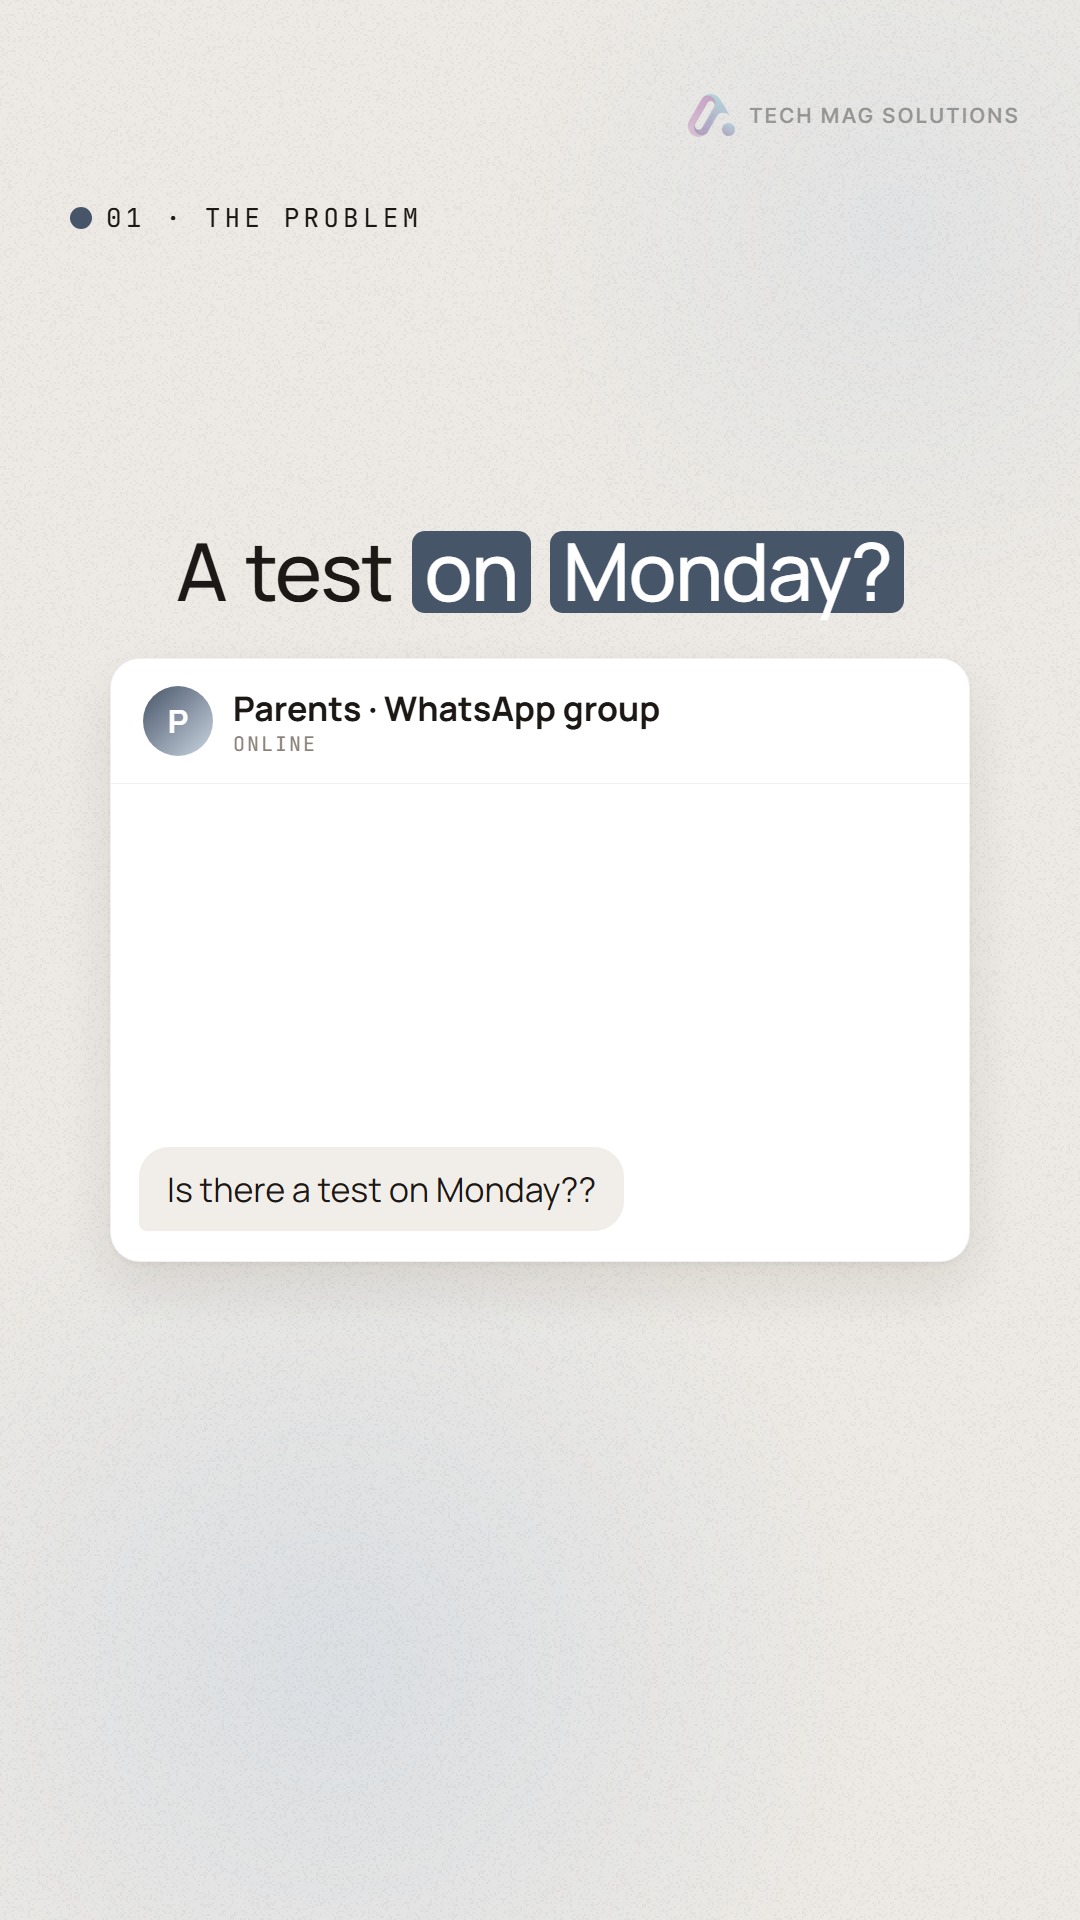 TECH MAG SOLUTIONS
01 · THE PROBLEM
A test on Monday?
P
Parents · WhatsApp group
ONLINE
Is there a test on Monday??